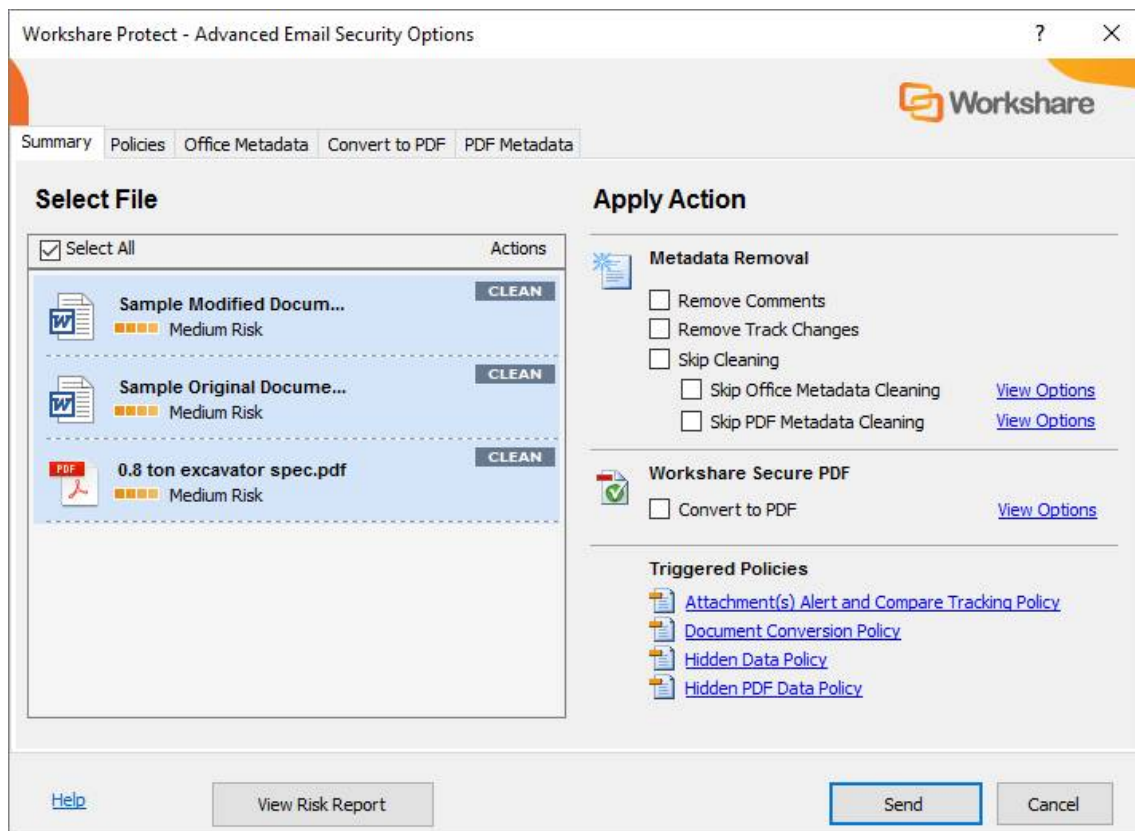 Workshare Protect - Advanced Email Security Options
?
Workshare
Summary Policies Office Metadata Convert to PDF PDF Metadata
Select File
Select All Actions
CLEAN
Sample Modified Docum...
Medium Risk
CLEAN
Sample Original Docume...
Medium Risk
CLEAN
0.8 ton excavator spec.pdf
Medium Risk
PDF
Apply Action
Metadata Removal
Remove Comments
Remove Track Changes
Skip Cleaning
Skip Office Metadata Cleaning View Options
Skip PDF Metadata Cleaning View Options
Workshare Secure PDF
Convert to PDF View Options
Triggered Policies
Attachment(s) Alert and Compare Tracking Policy
Document Conversion Policy
Hidden Data Policy
Hidden PDF Data Policy
Help View Risk Report Send Cancel